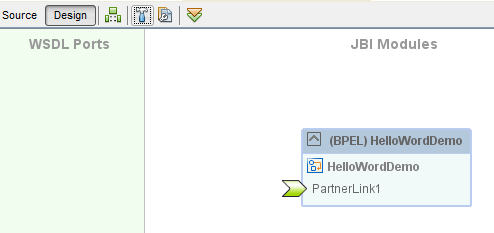 Source Design
WSDL Ports
JBI Modules
(BPEL) HelloWordDemo
HelloWordDemo
PartnerLink1